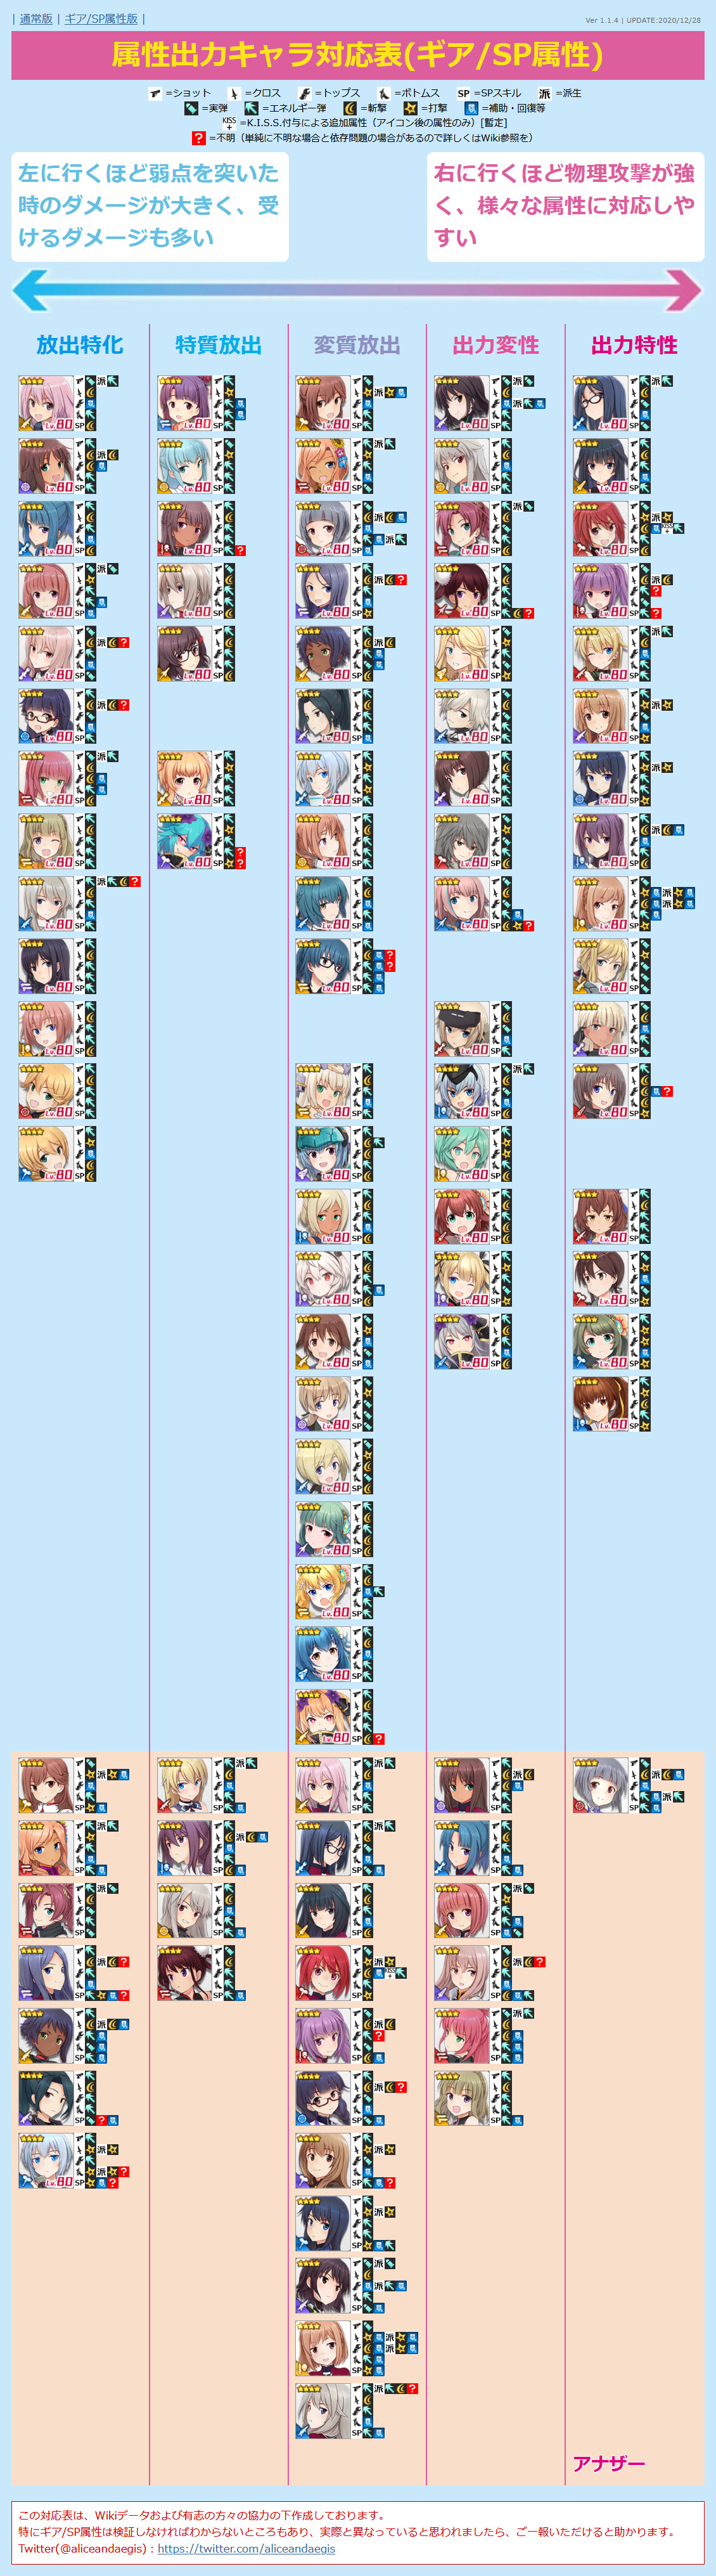 | 通常版 | ギア/SP属性版 |
Ver 1.1.4 | UPDATE:2020/12/28
属性出力キャラ対応表(ギア/SP属性)
=ショット =クロス =トップス =ボトムス SP =SPスキル 派 =派生
=実弾 =エネルギー弾 =斬撃 =打撃 =補助・回復等
KISS + =K.I.S.S.付与による追加属性（アイコン後の属性のみ）[暫定]
? =不明（単純に不明な場合と依存問題の場合があるので詳しくはWiki参照を）
左に行くほど弱点を突いた
時のダメージが大きく、受
けるダメージも多い
右に行くほど物理攻撃が強
く、様々な属性に対応しや
すい
放出特化 特質放出 変質放出 出力変性 出力特性
アナザー
この対応表は、Wikiデータおよび有志の方々の協力の下作成しております。
特にギア/SP属性は検証しなければわからないところもあり、実際と異なっていると思われましたら、ご一報いただけると助かります。
Twitter(@aliceandaegis) : https://twitter.com/aliceandaegis